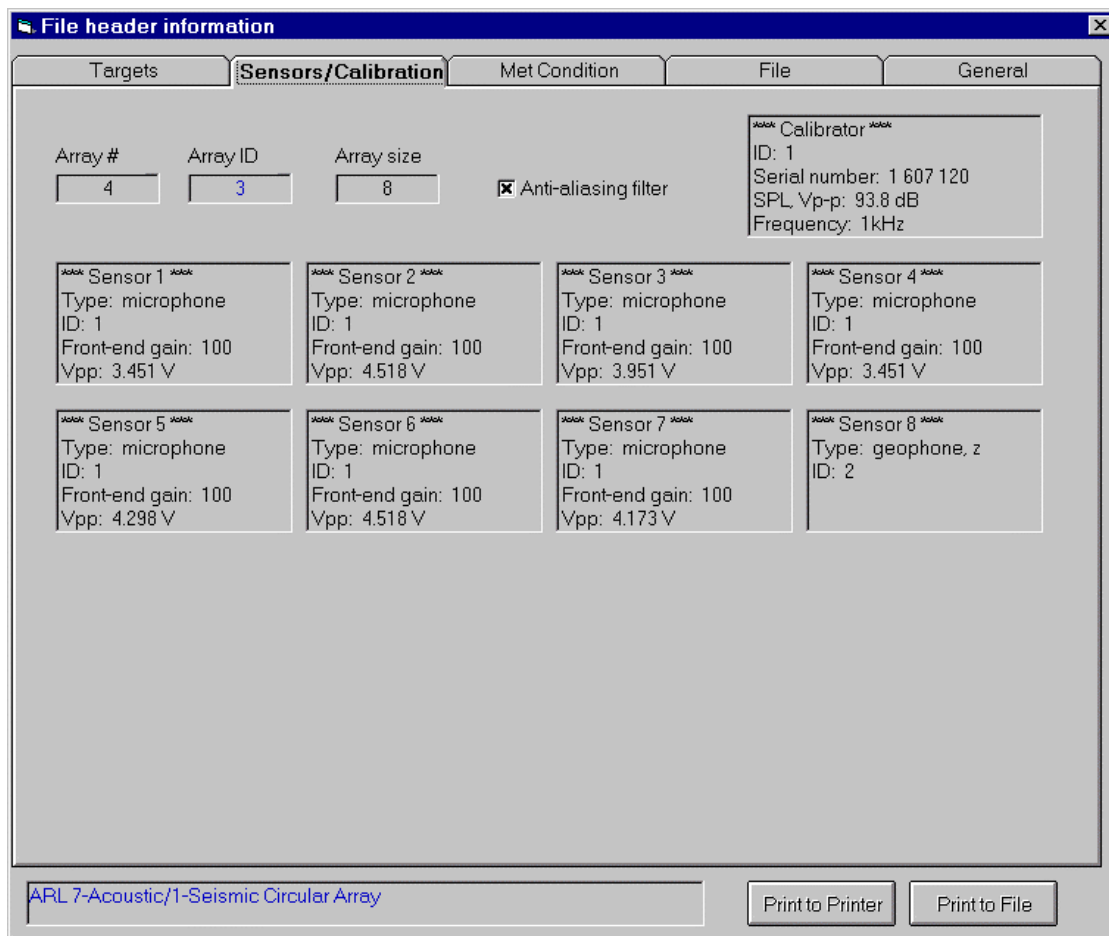 File header information
Targets
Sensors/Calibration
Met Condition
File
General
Array #
Array ID
Array size
4
3
8
Anti-aliasing filter
*** Calibrator ***
ID: 1
Serial number: 1 607 120
SPL, Vp-p: 93.8 dB
Frequency: 1kHz
*** Sensor 1 ***
Type: microphone
ID: 1
Front-end gain: 100
Vpp: 3.451 V
*** Sensor 2 ***
Type: microphone
ID: 1
Front-end gain: 100
Vpp: 4.518 V
*** Sensor 3 ***
Type: microphone
ID: 1
Front-end gain: 100
Vpp: 3.951 V
*** Sensor 4 ***
Type: microphone
ID: 1
Front-end gain: 100
Vpp: 3.451 V
*** Sensor 5 ***
Type: microphone
ID: 1
Front-end gain: 100
Vpp: 4.298 V
*** Sensor 6 ***
Type: microphone
ID: 1
Front-end gain: 100
Vpp: 4.518 V
*** Sensor 7 ***
Type: microphone
ID: 1
Front-end gain: 100
Vpp: 4.173 V
*** Sensor 8 ***
Type: geophone, z
ID: 2
ARL 7-Acoustic/1-Seismic Circular Array
Print to Printer
Print to File